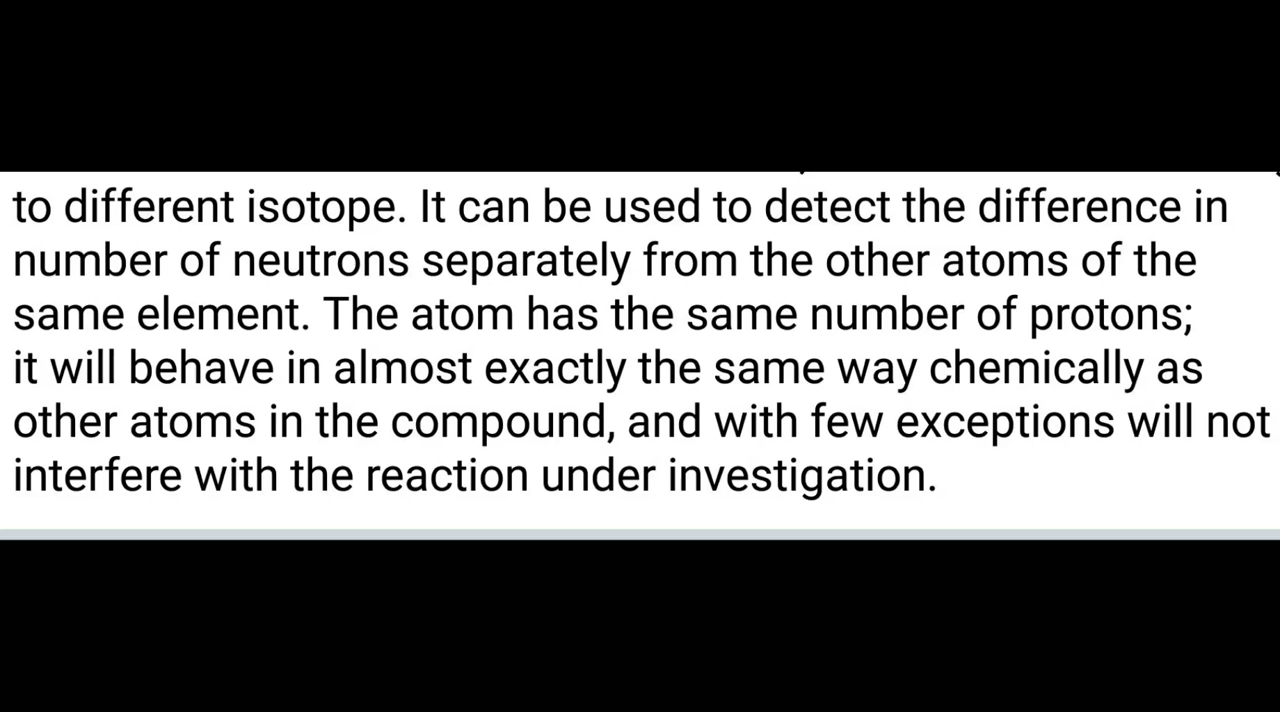 to different isotope. It can be used to detect the difference in
number of neutrons separately from the other atoms of the
same element. The atom has the same number of protons;
it will behave in almost exactly the same way chemically as
other atoms in the compound, and with few exceptions will not
interfere with the reaction under investigation.